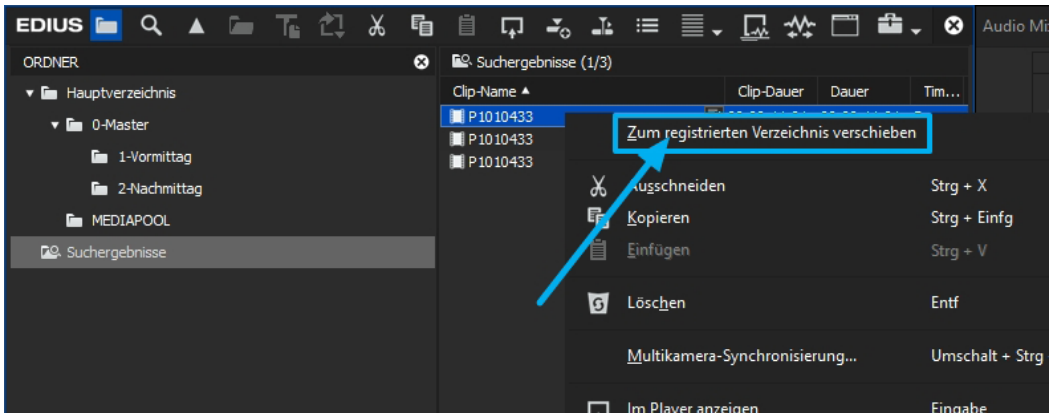 EDIUS
Audio Mi
ORDNER
Hauptverzeichnis
0-Master
1-Vormittag
2-Nachmittag
MEDIAPOOL
Suchergebnisse
Suchergebnisse (1/3)
Clip-Name Clip-Dauer Dauer Tim...
P1010433
P1010433
P1010433
Zum registrierten Verzeichnis verschieben
Ausschneiden Strg + X
Kopieren Strg + Einfg
Einfügen Strg + V
Löschen Entf
Multikamera-Synchronisierung... Umschalt + Strg
Im Player anzeigen Eingabe